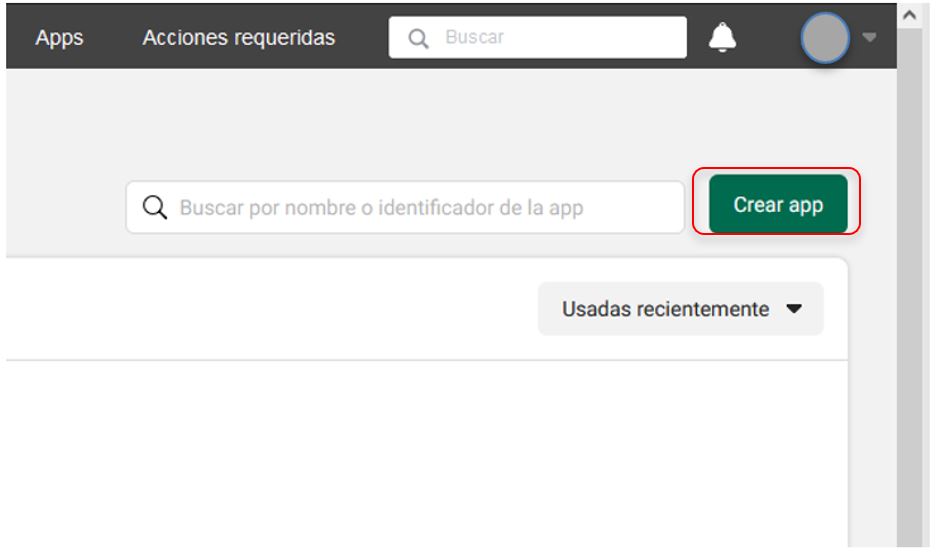 Apps Acciones requeridas Buscar
Buscar por nombre o identificador de la app Crear app
Usadas recientemente